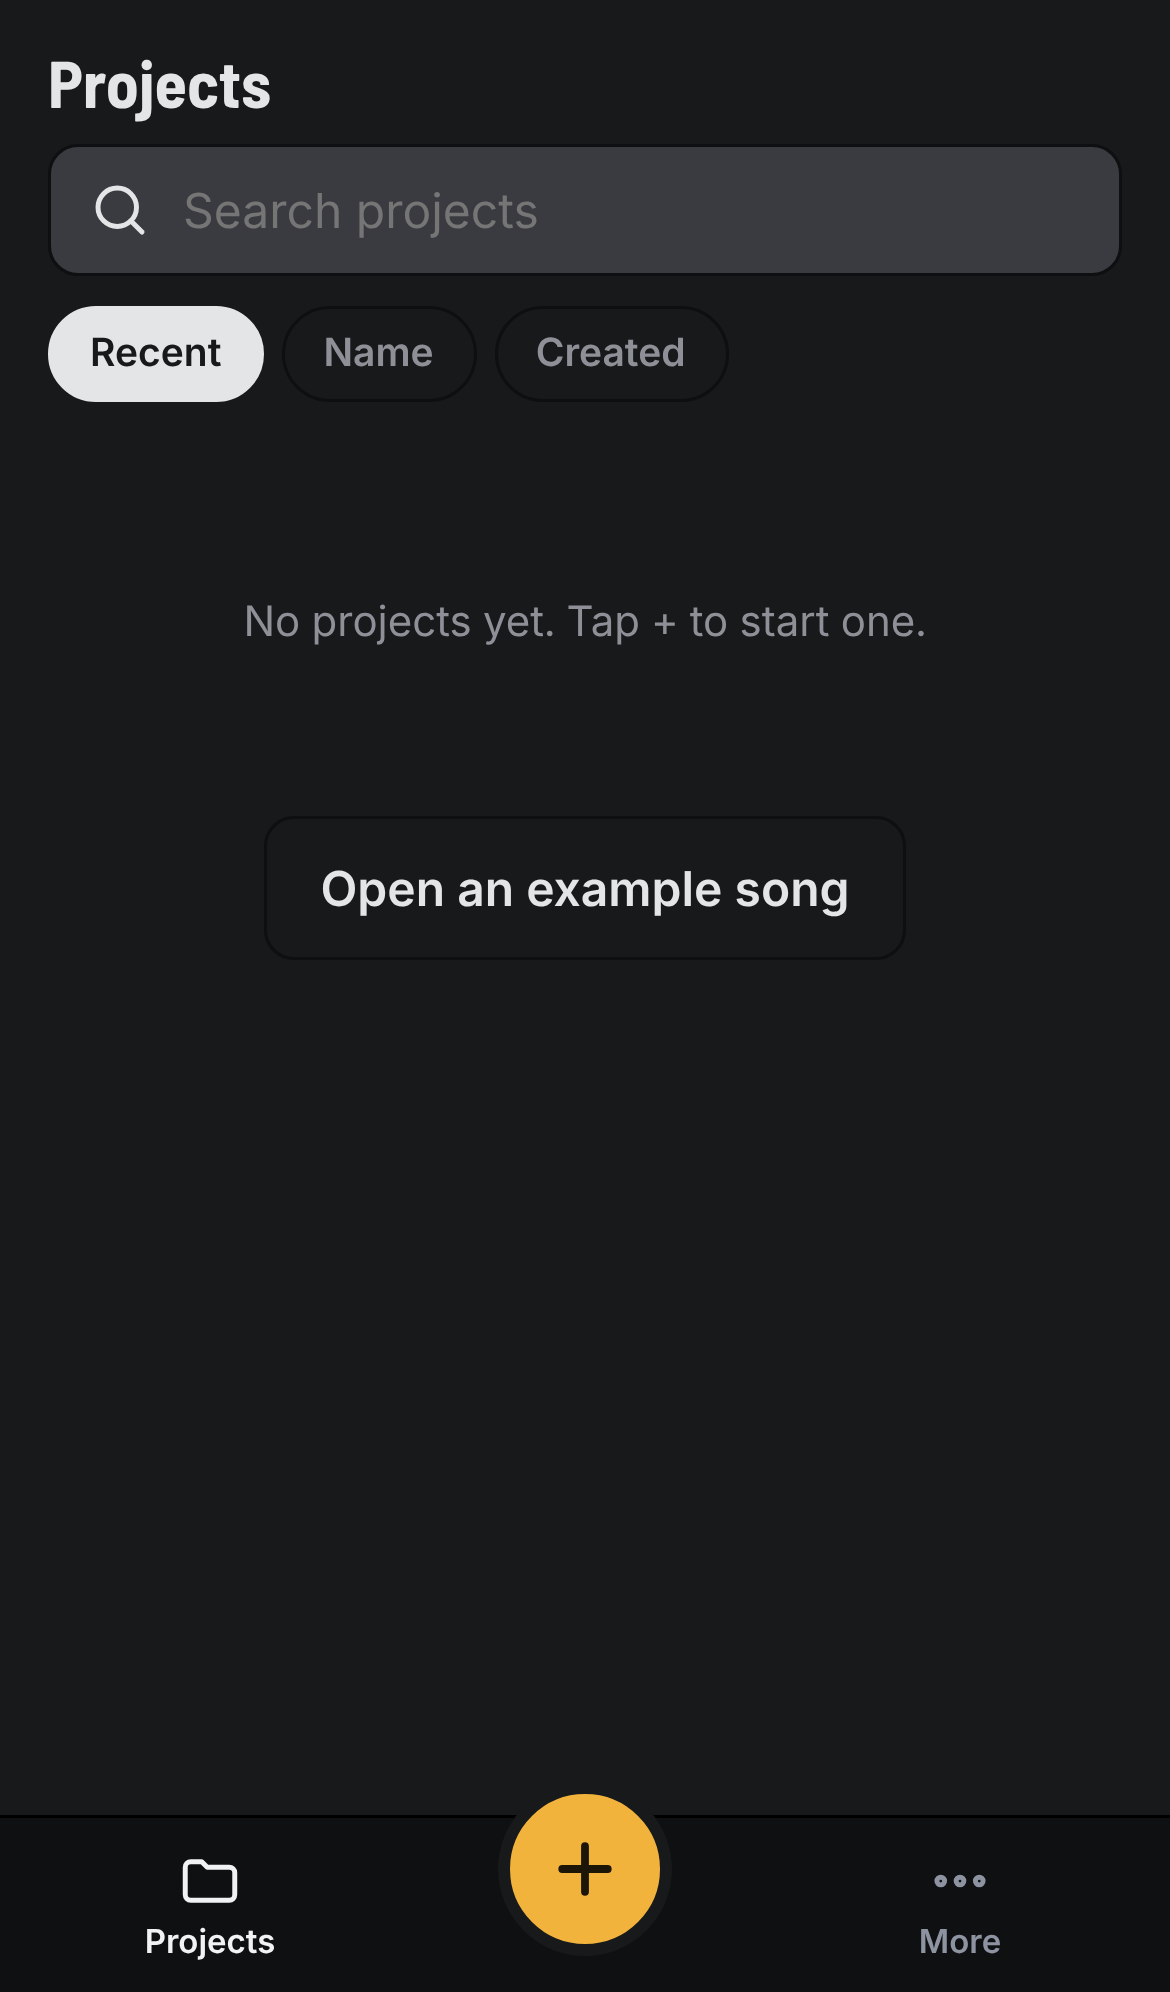 Projects
Search projects
Recent
Name
Created
No projects yet. Tap + to start one.
Open an example song
Projects
More